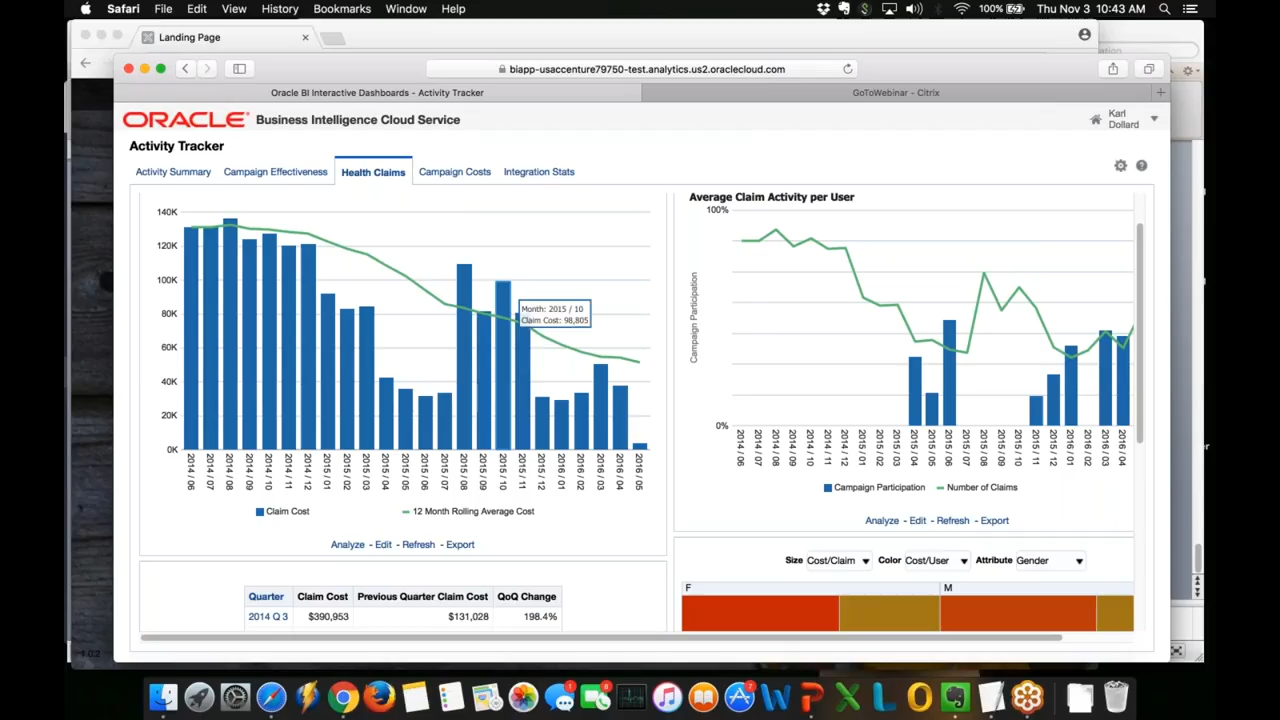 Safari File Edit View History Bookmarks Window Help 100% Thu Nov 3 10:43 AM
Landing Page
biapp-usaccenture79750-test.analytics.us2.oraclecloud.com
Oracle BI Interactive Dashboards - Activity Tracker GoToWebinar - Citrix
ORACLE Business Intelligence Cloud Service
Karl
Dollard
Activity Tracker
Activity Summary Campaign Effectiveness Health Claims Campaign Costs Integration Stats
140K
120K
100K
80K
60K
40K
20K
0K
Month: 2015 / 10
Claim Cost: 98,805
2014 / 06 2014 / 07 2014 / 08 2014 / 09 2014 / 10 2014 / 11 2014 / 12 2015 / 01 2015 / 02 2015 / 03 2015 / 04 2015 / 05 2015 / 06 2015 / 07 2015 / 08 2015 / 09 2015 / 10 2015 / 11 2015 / 12 2016 / 01 2016 / 02 2016 / 03 2016 / 04 2016 / 05
Claim Cost 12 Month Rolling Average Cost
Analyze - Edit - Refresh - Export
Average Claim Activity per User
100%
Campaign Participation
0%
2014 / 06 2014 / 07 2014 / 08 2014 / 09 2014 / 10 2014 / 11 2014 / 12 2015 / 01 2015 / 02 2015 / 03 2015 / 04 2015 / 05 2015 / 06 2015 / 07 2015 / 08 2015 / 09 2015 / 10 2015 / 11 2015 / 12 2016 / 01 2016 / 02 2016 / 03 2016 / 04
Campaign Participation Number of Claims
Analyze - Edit - Refresh - Export
Quarter Claim Cost Previous Quarter Claim Cost QoQ Change
2014 Q 3 $390,953 $131,028 198.4%
Size Cost/Claim Color Cost/User Attribute Gender
F M
1.0.2